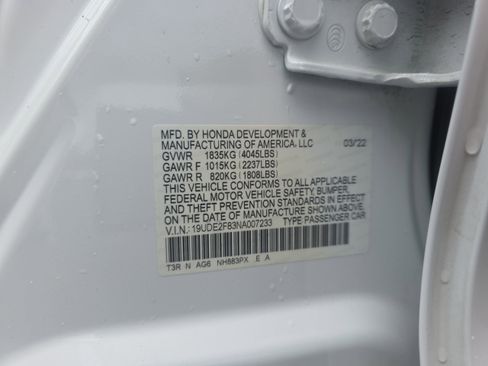 MFD. BY HONDA DEVELOPMENT &
MANUFACTURING OF AMERICA, LLC 03/22
GVWR 1835KG (4045LBS)
GAWR F 1015KG (2237LBS)
GAWR R 820KG (1808LBS)
THIS VEHICLE CONFORMS TO ALL APPLICABLE
FEDERAL MOTOR VEHICLE SAFETY, BUMPER,
AND THEFT PREVENTION STANDARDS IN EFFECT
ON THE DATE OF MANUFACTURE SHOWN ABOVE.
V.I.N.: 19UDE2F83NA007233 TYPE PASSENGER CAR
T3R N AG6 NH883PX E A